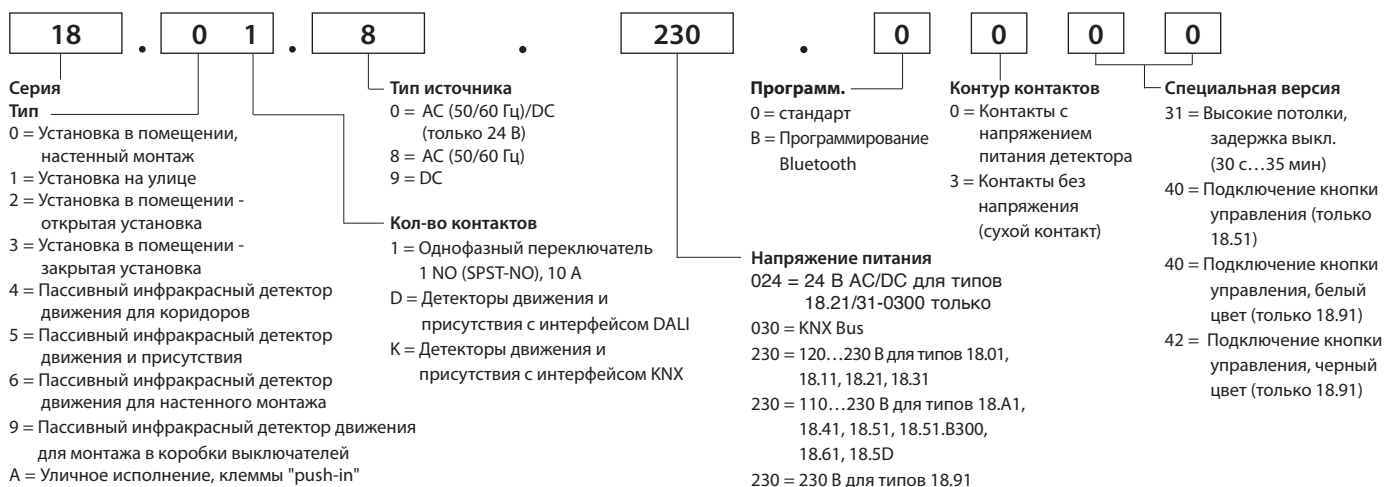 18 . 0 1 . 8 . 230 . 0 0 0 0
Серия
Тип
0 = Установка в помещении,
настенный монтаж
1 = Установка на улице
2 = Установка в помещении -
открытая установка
3 = Установка в помещении -
закрытая установка
4 = Пассивный инфракрасный детектор
движения для коридоров
5 = Пассивный инфракрасный детектор
движения и присутствия
6 = Пассивный инфракрасный детектор
движения для настенного монтажа
9 = Пассивный инфракрасный детектор движения
для монтажа в коробки выключателей
A = Уличное исполнение, клеммы "push-in"
Тип источника
0 = AC (50/60 Гц)/DC
(только 24 В)
8 = AC (50/60 Гц)
9 = DC
Кол-во контактов
1 = Однофазный переключатель
1 NO (SPST-NO), 10 A
D = Детекторы движения и
присутствия с интерфейсом DALI
K = Детекторы движения и
присутствия с интерфейсом KNX
Программ.
0 = стандарт
B = Программирование
Bluetooth
Напряжение питания
024 = 24 В AC/DC для типов
18.21/31-0300 только
030 = KNX Bus
230 = 120…230 В для типов 18.01,
18.11, 18.21, 18.31
230 = 110…230 В для типов 18.A1,
18.41, 18.51, 18.51.B300,
18.61, 18.5D
230 = 230 В для типов 18.91
Контур контактов
0 = Контакты с
напряжением
питания детектора
3 = Контакты без
напряжения
(сухой контакт)
Специальная версия
31 = Высокие потолки,
задержка выкл.
(30 с…35 мин)
40 = Подключение кнопки
управления (только
18.51)
40 = Подключение кнопки
управления, белый
цвет (только 18.91)
42 = Подключение кнопки
управления, черный
цвет (только 18.91)